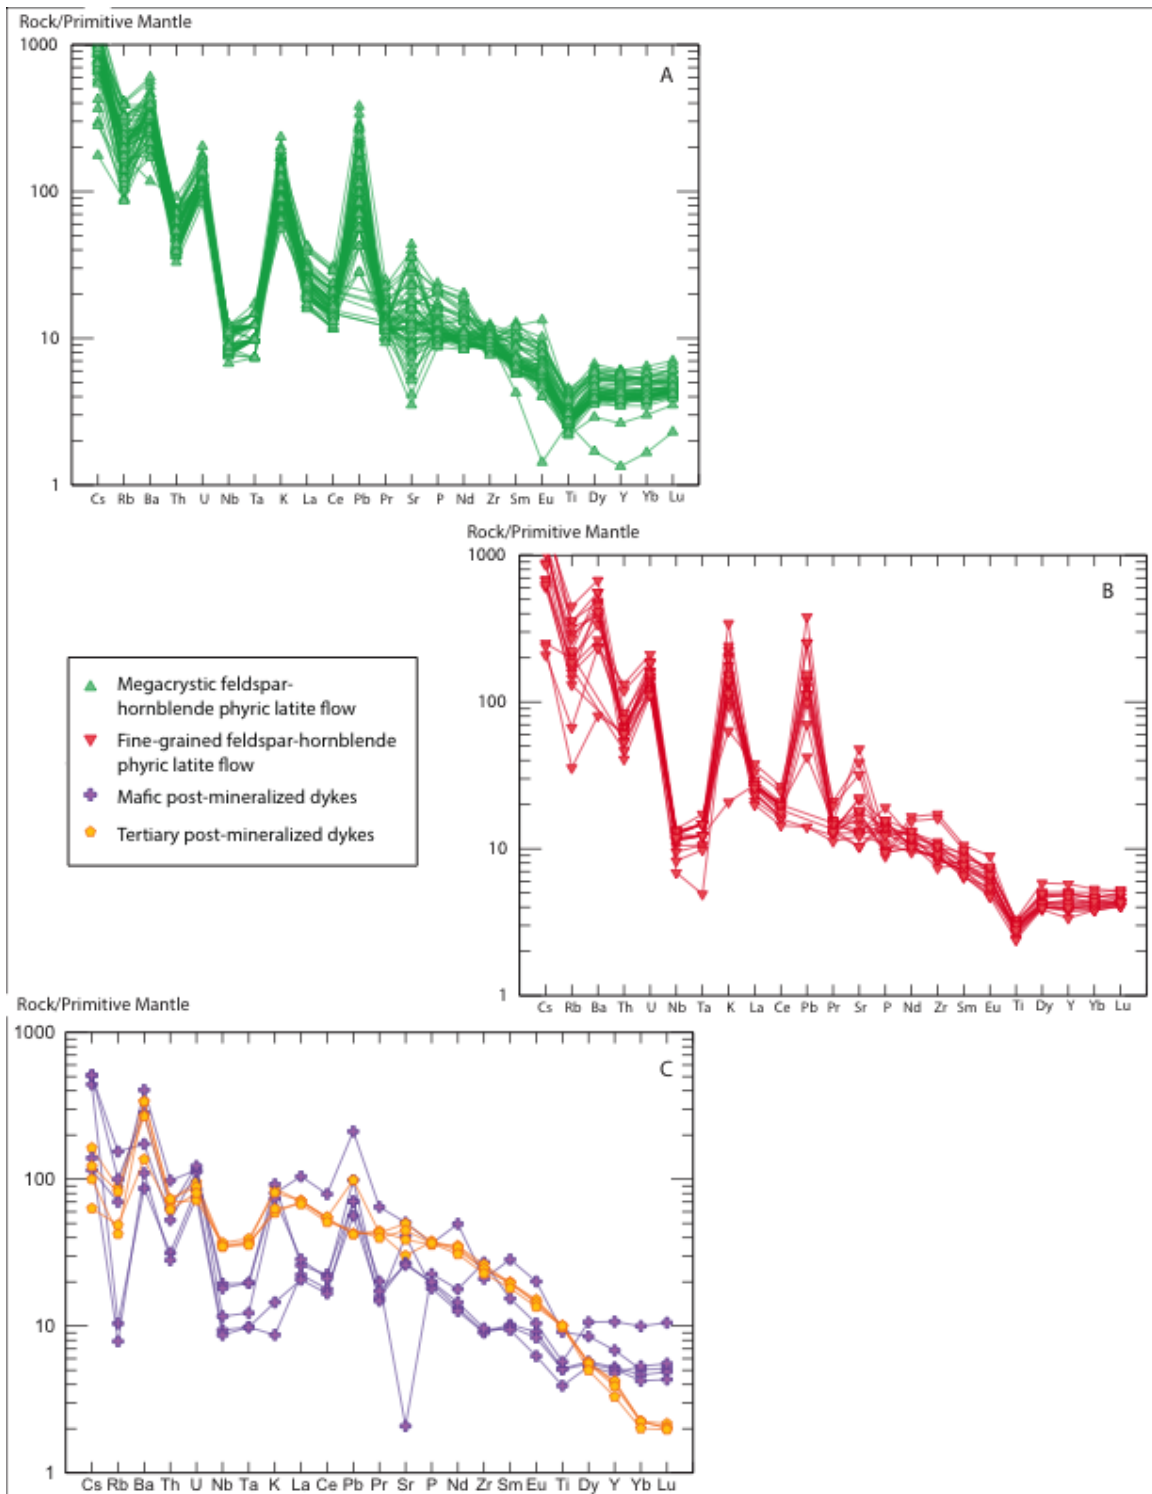 Rock/Primitive Mantle
1000
A
100
10
1
Cs Rb Ba Th U Nb Ta K La Ce Pb Pr Sr P Nd Zr Sm Eu Ti Dy Y Yb Lu
Rock/Primitive Mantle
1000
B
100
10
1
Cs Rb Ba Th U Nb Ta K La Ce Pb Pr Sr P Nd Zr Sm Eu Ti Dy Y Yb Lu
Megacrystic feldspar-
hornblende phyric latite flow
Fine-grained feldspar-hornblende
phyric latite flow
Mafic post-mineralized dykes
Tertiary post-mineralized dykes
Rock/Primitive Mantle
1000
C
100
10
1
Cs Rb Ba Th U Nb Ta K La Ce Pb Pr Sr P Nd Zr Sm Eu Ti Dy Y Yb Lu